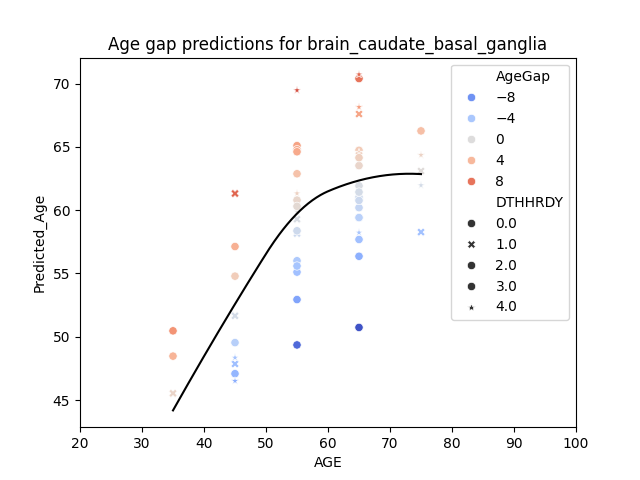 Age gap predictions for brain_caudate_basal_ganglia
70
65
60
55
50
45
Predicted_Age
20 30 40 50 60 70 80 90 100
AGE
AgeGap
−8
−4
0
4
8
DTHHRDY
0.0
1.0
2.0
3.0
4.0